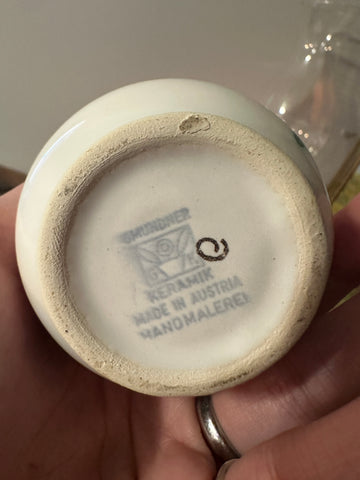 GMUNDNER
KERAMIK
MADE IN AUSTRIA
HANDMALEREI